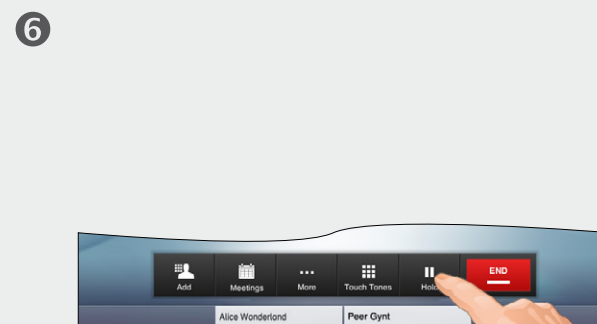 6
END
Add
Meetings
More
Touch Tones
Hold
Alice Wonderland
Peer Gynt